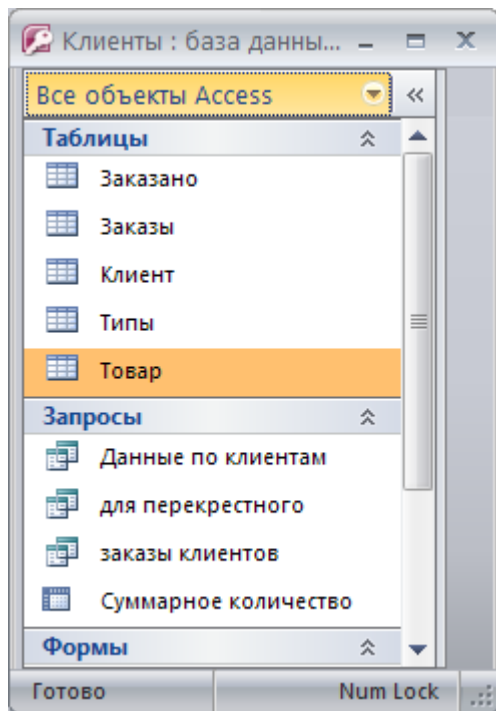 Клиенты : база данны...
Все объекты Access
Таблицы
Заказано
Заказы
Клиент
Типы
Товар
Запросы
Данные по клиентам
для перекрестного
заказы клиентов
Суммарное количество
Формы
Готово Num Lock